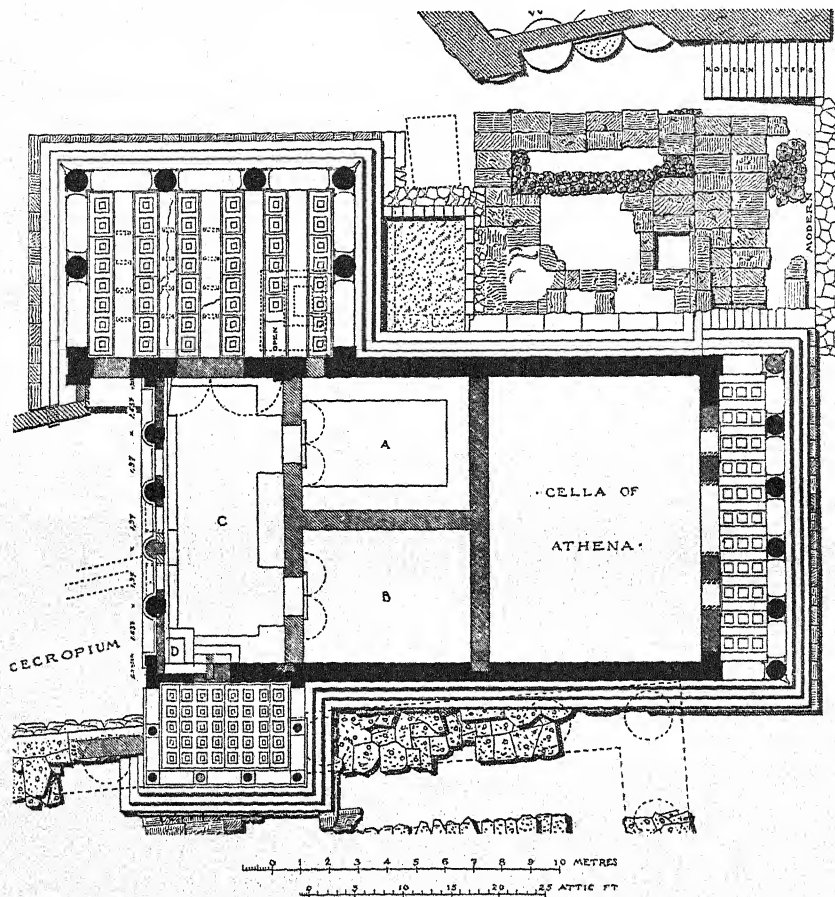 W
MODERN STEPS
MODERN
OPEN
A
·CELLA OF
ATHENA·
C
B
D
CECROPIUM
0 1 2 3 4 5 6 7 8 9 10 METRES
0 5 10 15 20 25 ATTIC FT